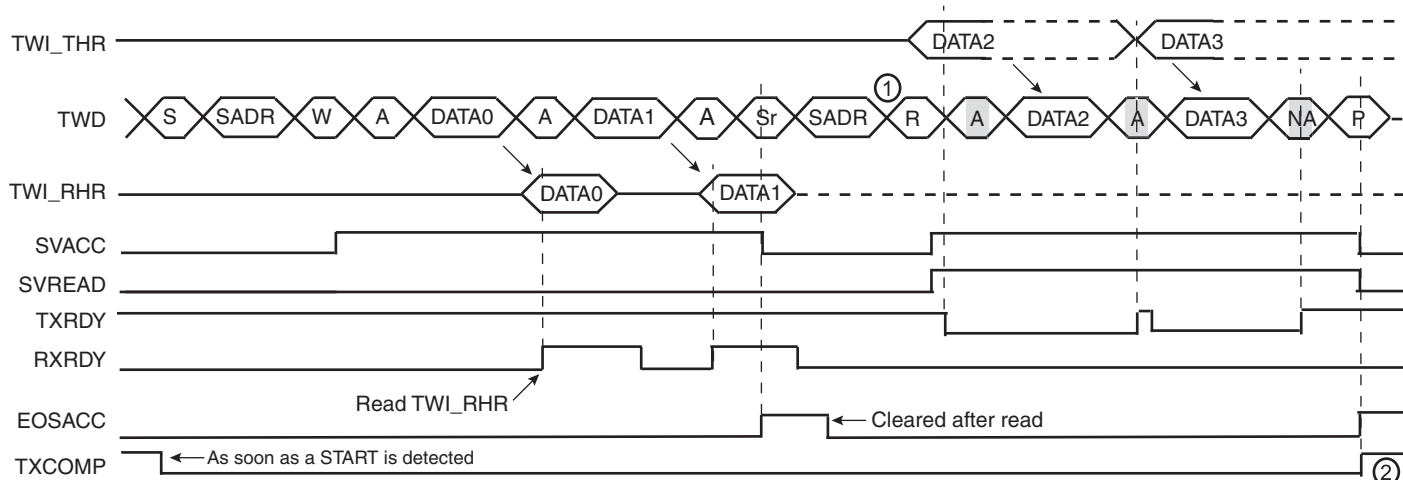 TWI_THR DATA2 DATA3
①
TWD S SADR W A DATA0 A DATA1 A Sr SADR R A DATA2 A DATA3 NA P
TWI_RHR DATA0 DATA1
SVACC
SVREAD
TXRDY
RXRDY
Read TWI_RHR
EOSACC Cleared after read
TXCOMP As soon as a START is detected ②